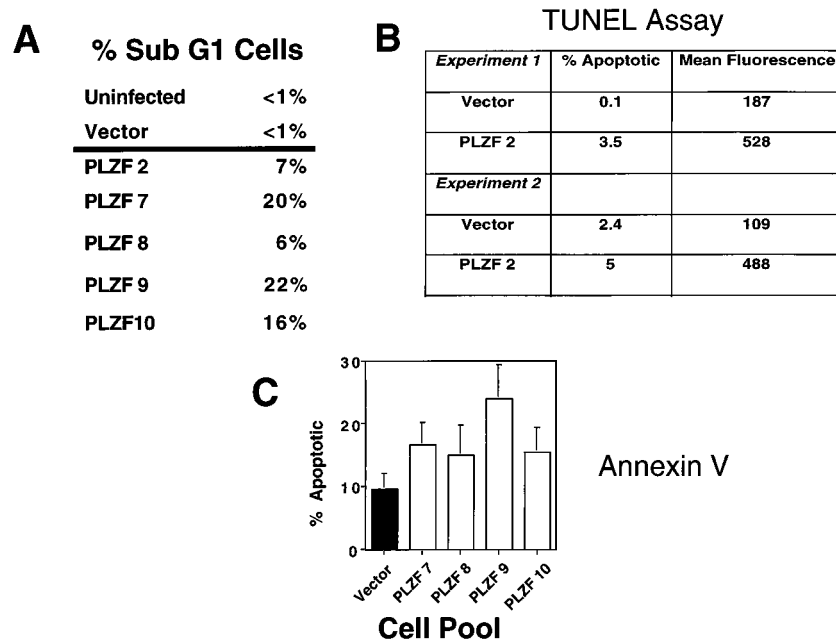 A
% Sub G1 Cells
Uninfected <1%
Vector <1%
PLZF 2 7%
PLZF 7 20%
PLZF 8 6%
PLZF 9 22%
PLZF10 16%
B
TUNEL Assay
Experiment 1 % Apoptotic Mean Fluorescence
Vector 0.1 187
PLZF 2 3.5 528
Experiment 2
Vector 2.4 109
PLZF 2 5 488
C
% Apoptotic
30
20
10
0
Vector PLZF 7 PLZF 8 PLZF 9 PLZF 10
Cell Pool
Annexin V